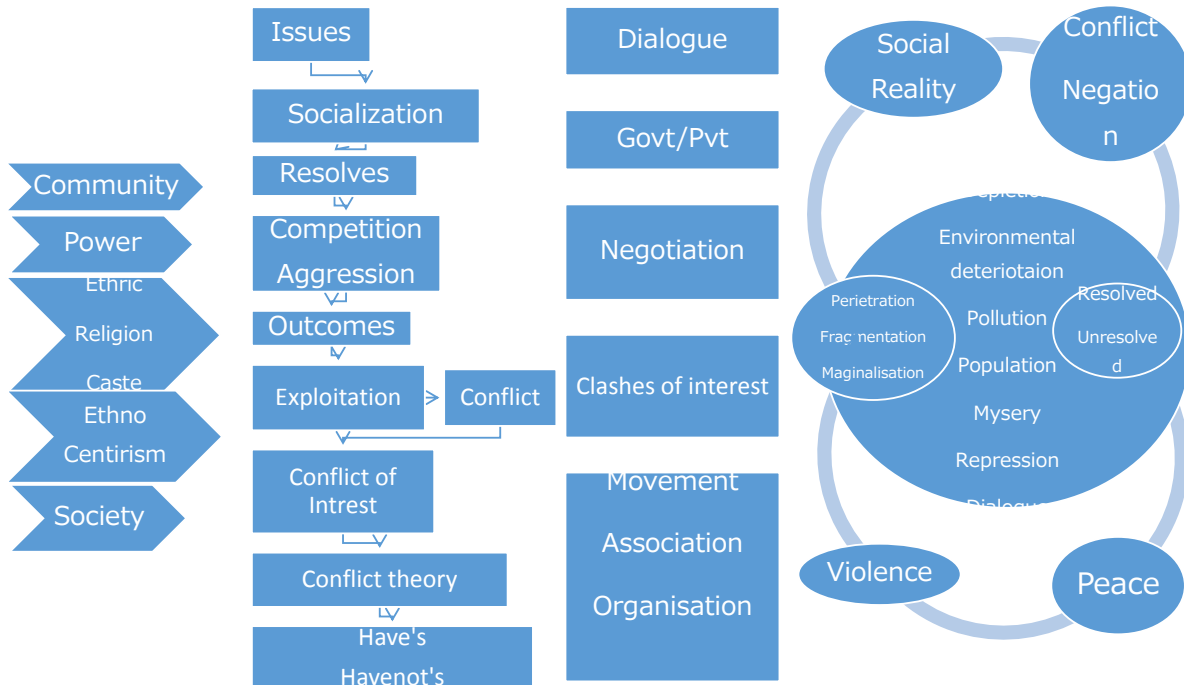 Community
Power
Ethric
Religion
Caste
Ethno
Centirism
Society
Issues
Socialization
Resolves
Competition
Aggression
Outcomes
Exploitation
Conflict
Conflict of
Intrest
Conflict theory
Have's
Havenot's
Dialogue
Govt/Pvt
Negotiation
Clashes of interest
Movement
Association
Organisation
Social
Reality
Conflict
Negatio
n
Environmental
deteriotaion
Pollution
Population
Mysery
Repression
Dialogue
Perietration
Fragmentation
Maginalisation
Resolved
Unresolve
d
Violence
Peace